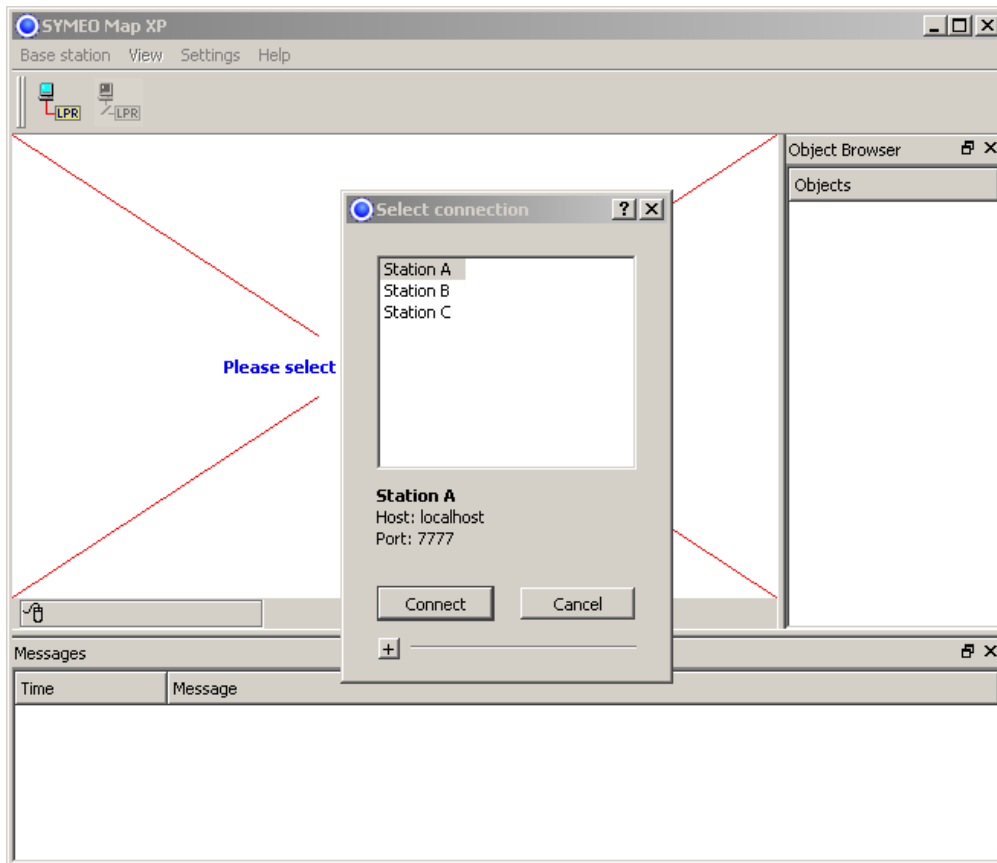 SYMEO Map XP
Base station View Settings Help
LPR LPR
Object Browser
Objects
Select connection
Station A
Station B
Station C
Please select
Station A
Host: localhost
Port: 7777
Connect Cancel
Messages
Time Message